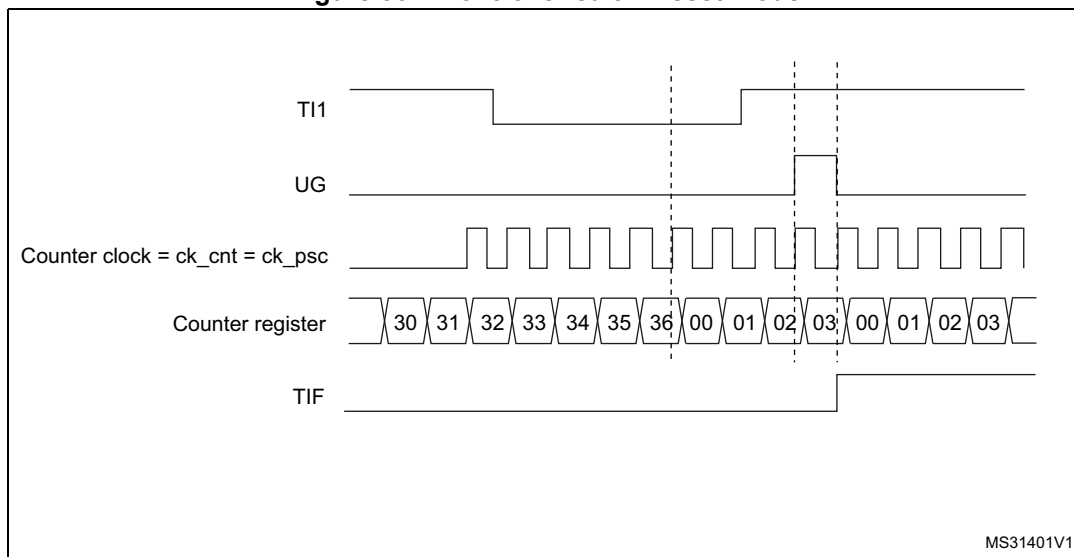 TI1
UG
Counter clock = ck_cnt = ck_psc
Counter register 30 31 32 33 34 35 36 00 01 02 03 00 01 02 03
TIF
MS31401V1